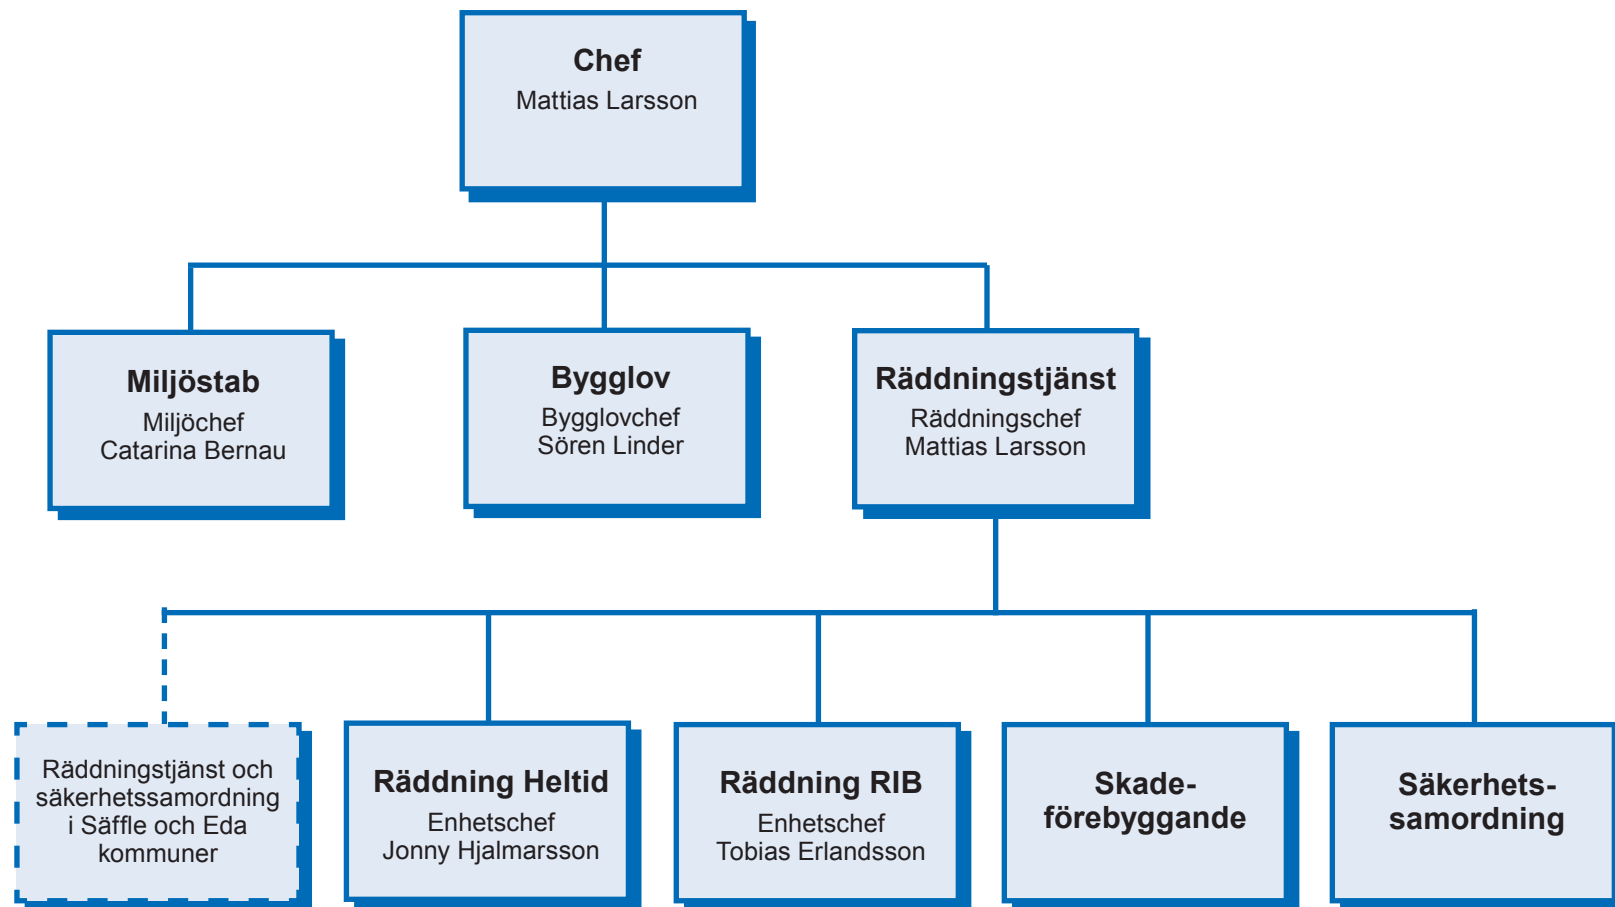 Chef
Mattias Larsson
Miljöstab
Miljöchef
Catarina Bernau
Bygglov
Bygglovchef
Sören Linder
Räddningstjänst
Räddningschef
Mattias Larsson
Räddningstjänst och
säkerhetssamordning
i Säffle och Eda
kommuner
Räddning Heltid
Enhetschef
Jonny Hjalmarsson
Räddning RIB
Enhetschef
Tobias Erlandsson
Skade-
förebyggande
Säkerhets-
samordning